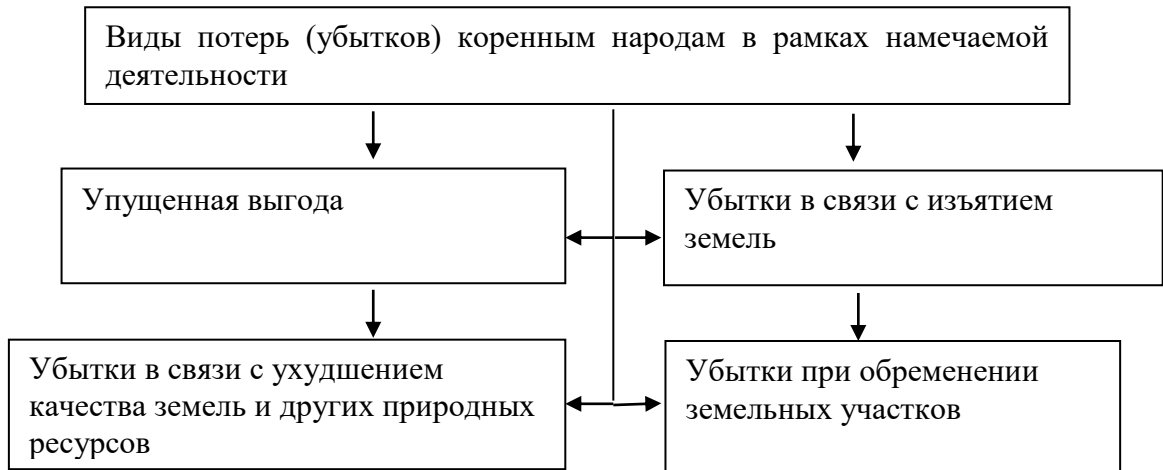 Виды потерь (убытков) коренным народам в рамках намечаемой
деятельности
Упущенная выгода
Убытки в связи с изъятием
земель
Убытки в связи с ухудшением
качества земель и других природных
ресурсов
Убытки при обременении
земельных участков